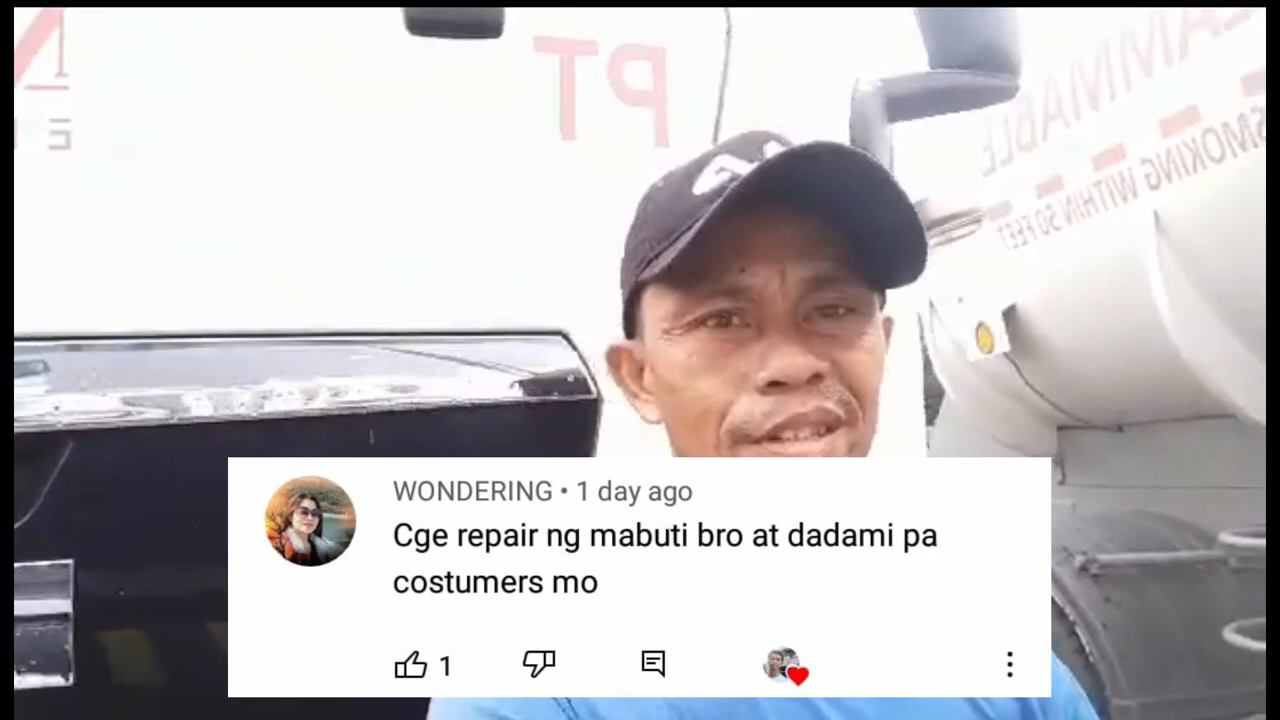 PT
FLAMMABLE
SMOKING WITHIN 50 FEET
WONDERING • 1 day ago
Cge repair ng mabuti bro at dadami pa
costumers mo
1